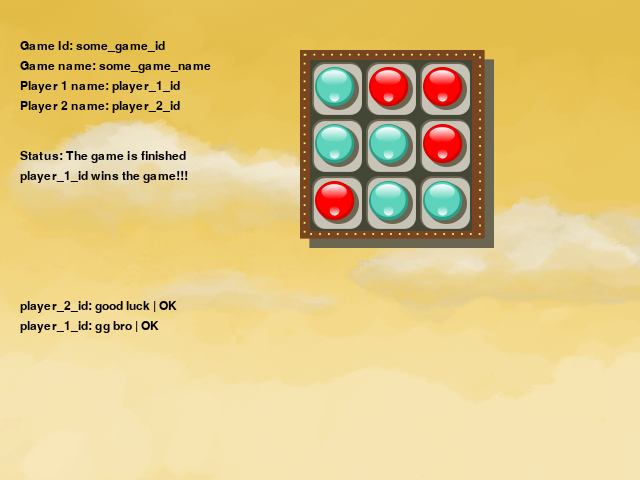 Game Id: some_game_id
Game name: some_game_name
Player 1 name: player_1_id
Player 2 name: player_2_id
Status: The game is finished
player_1_id wins the game!!!
player_2_id: good luck | OK
player_1_id: gg bro | OK